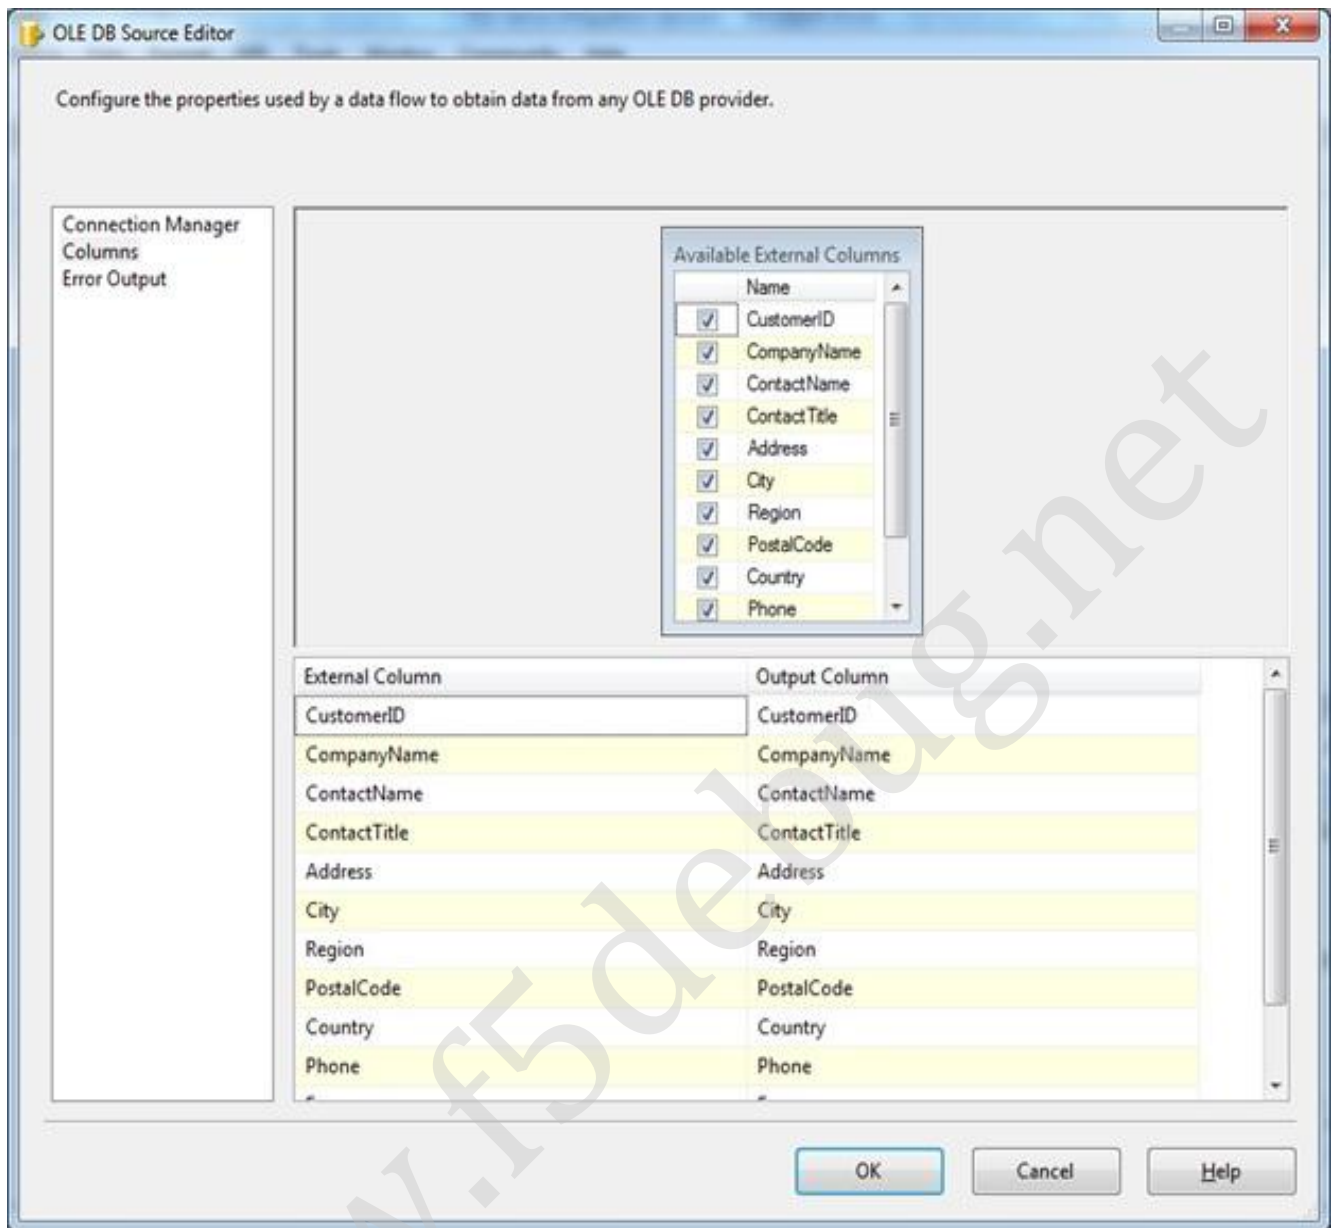 OLE DB Source Editor
Configure the properties used by a data flow to obtain data from any OLE DB provider.
Connection Manager
Columns
Error Output
Available External Columns
Name
CustomerID
CompanyName
ContactName
ContactTitle
Address
City
Region
PostalCode
Country
Phone
External Column Output Column
CustomerID CustomerID
CompanyName CompanyName
ContactName ContactName
ContactTitle ContactTitle
Address Address
City City
Region Region
PostalCode PostalCode
Country Country
Phone Phone
OK Cancel Help
w.f5debug.net